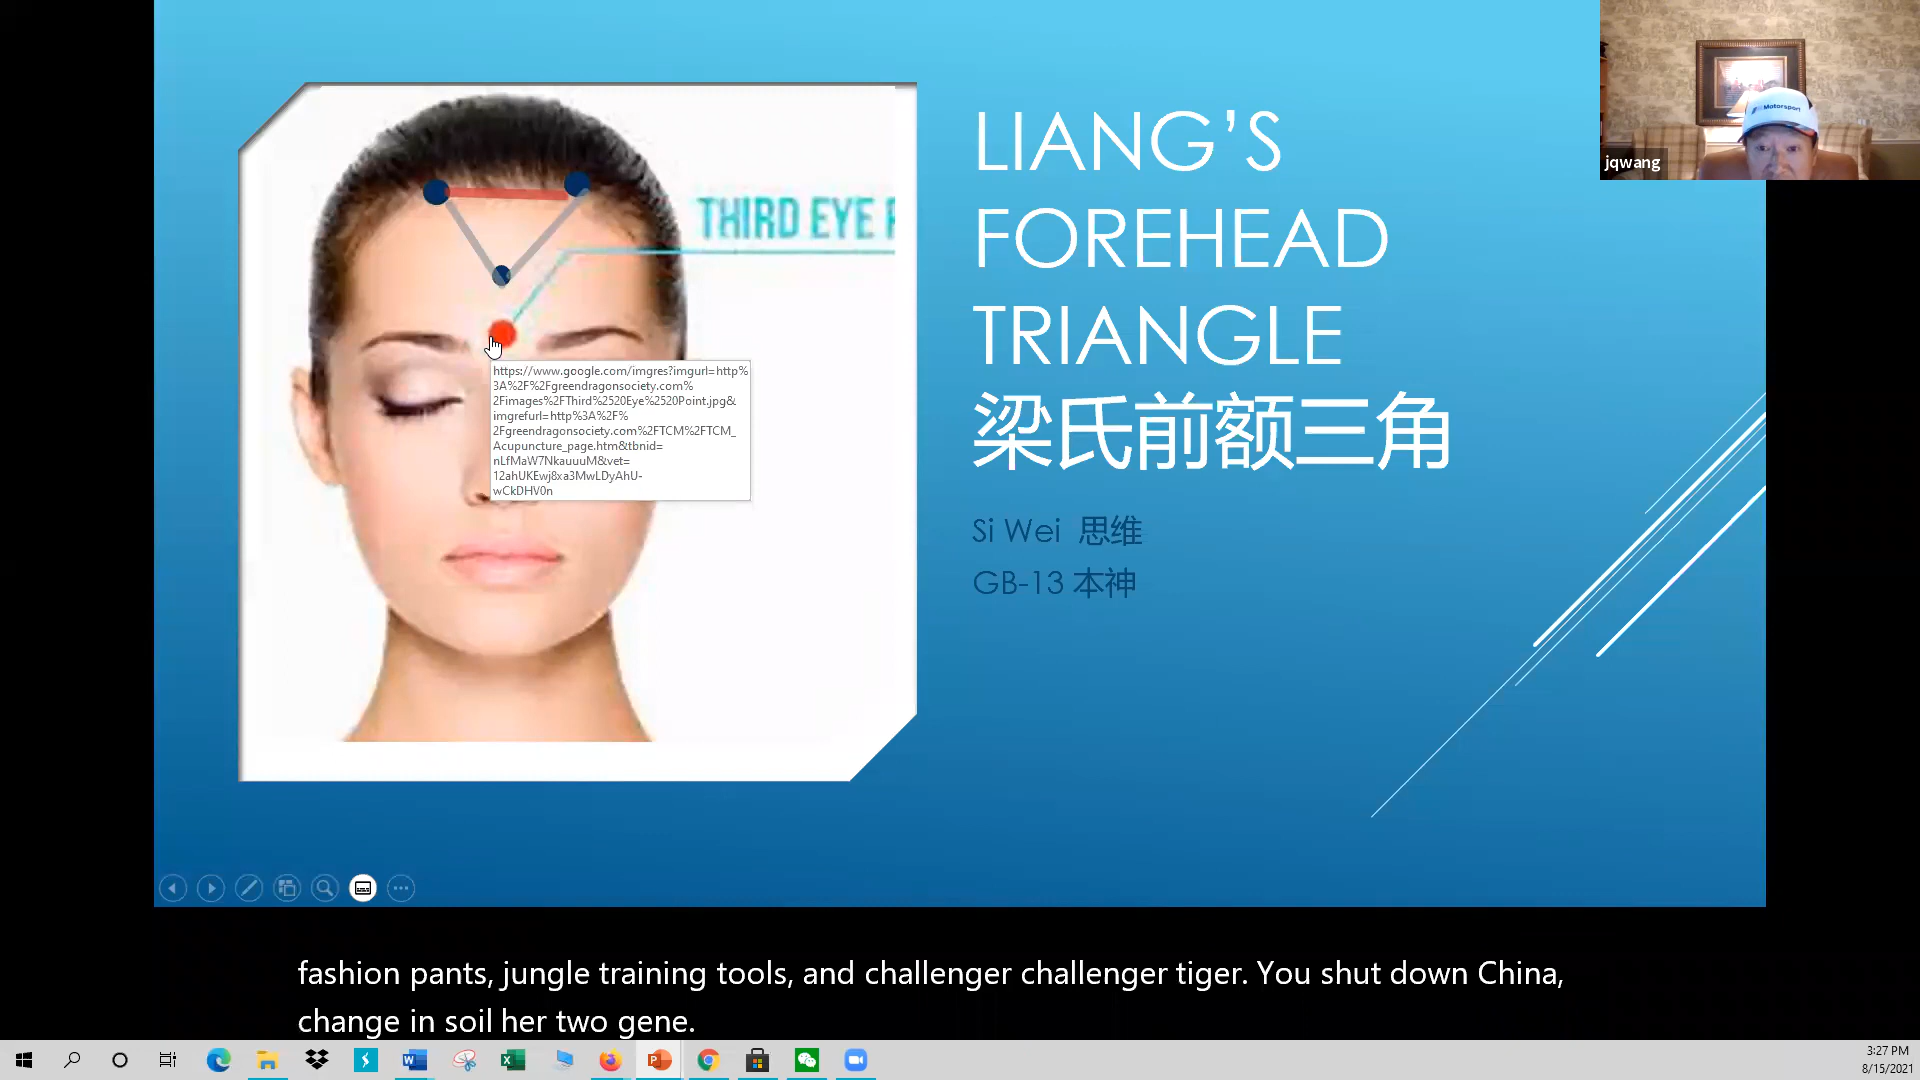 LIANG’S
FOREHEAD
TRIANGLE
梁氏前额三角
Si Wei 思维
GB-13 本神
THIRD EYE
https://www.google.com/imgres?imgurl=http%
3A%2F%2Fgreendragonsociety.com%
2Fimages%2FThird%2520Eye%2520Point.jpg&
imgrefurl=http%3A%2F%
2Fgreendragonsociety.com%2FTCM%2FTCM_
Acupuncture_page.htm&tbnid=
nLfMaW7NkauuuM&vet=
12ahUKEwj8xa3MwLDyAhU-
wCkDHV0n
Motorsport
jqwang
fashion pants, jungle training tools, and challenger challenger tiger. You shut down China,
change in soil her two gene.
3:27 PM
8/15/2021